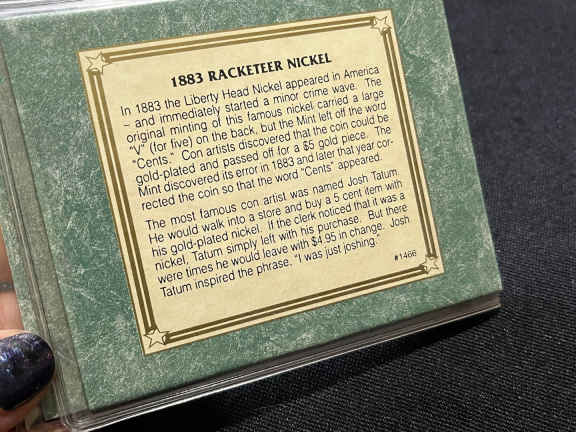 1883 RACKETEER NICKEL
In 1883 the Liberty Head Nickel appeared in America
– and immediately started a minor crime wave. The
original minting of this famous nickel carried a large
"V" (for five) on the back, but the Mint left off the word
"Cents." Con artists discovered that the coin could be
gold-plated and passed off for a $5 gold piece. The
Mint discovered its error in 1883 and later that year cor-
rected the coin so that the word "Cents" appeared.
The most famous con artist was named Josh Tatum
He would walk into a store and buy a 5 cent item with
his gold-plated nickel. If the clerk noticed that it was a
nickel, Tatum simply left with his purchase. But there
were times he would leave with $4.95 in change. Josh
Tatum inspired the phrase, "I was just joshing."
#1466